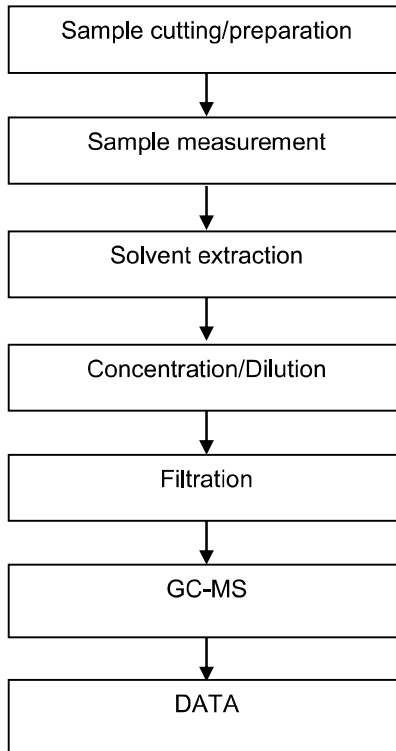 Sample cutting/preparation
Sample measurement
Solvent extraction
Concentration/Dilution
Filtration
GC-MS
DATA